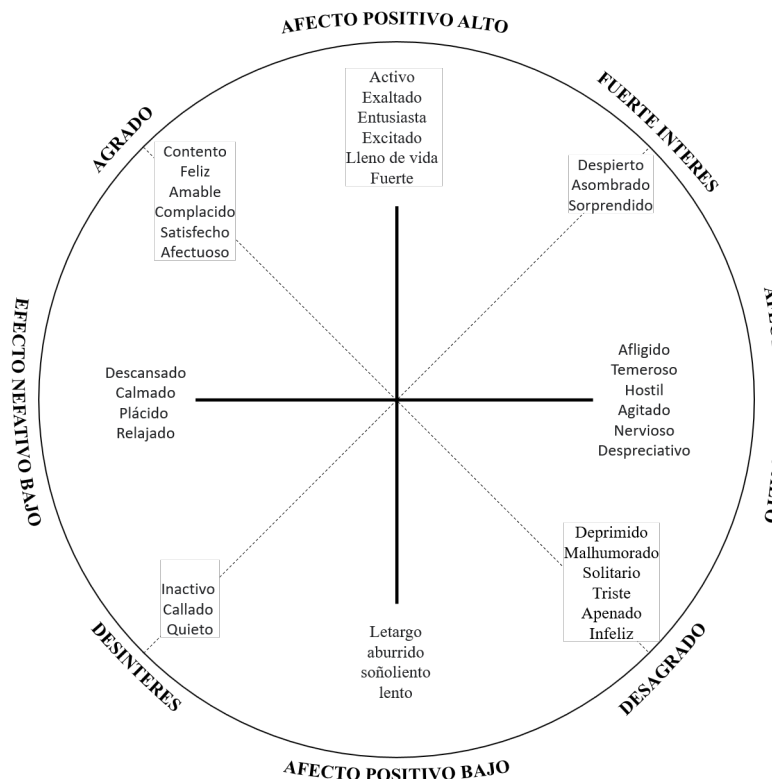 AFECTO POSITIVO ALTO
FUERTE INTERES
AGRADO
Activo
Exaltado
Entusiasta
Excitado
Lleno de vida
Fuerte
Contento
Feliz
Amable
Complacido
Satisfecho
Afectuoso
Despierto
Asombrado
Sorprendido
EFECTO NEFATIVO BAJO
Descansado
Calmado
Plácido
Relajado
Afligido
Temeroso
Hostil
Agitado
Nervioso
Despreciativo
Inactivo
Callado
Quieto
Letargo
aburrido
soñoliento
lento
Deprimido
Malhumorado
Solitario
Triste
Apenado
Infeliz
DESINTERES
DESAGRADO
AFECTO POSITIVO BAJO